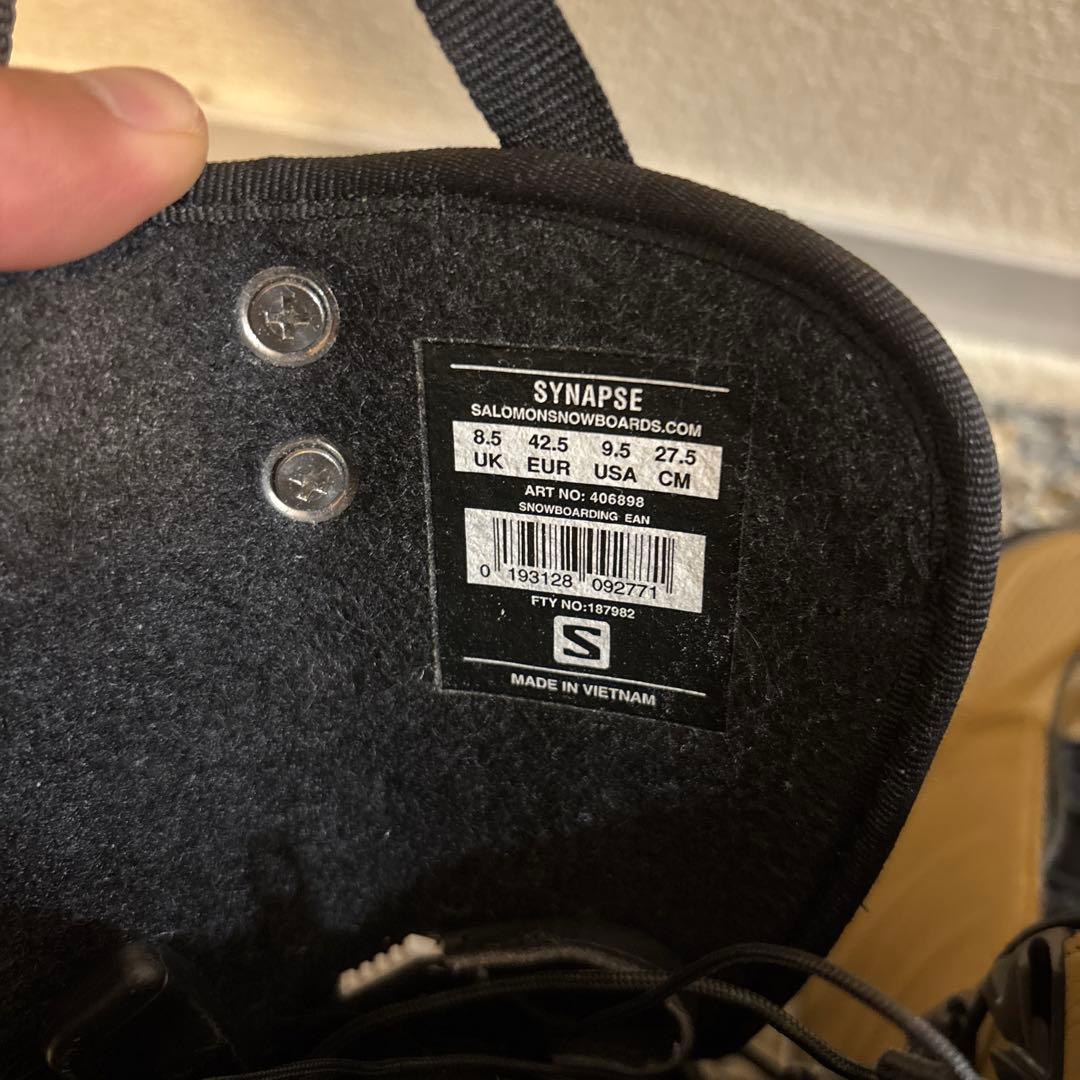 SYNAPSE
SALOMONSNOWBOARDS.COM
8.5 42.5 9.5 27.5
UK EUR USA CM
ART NO: 406898
SNOWBOARDING EAN
0 193128 092771
FTY NO:187982
S
MADE IN VIETNAM